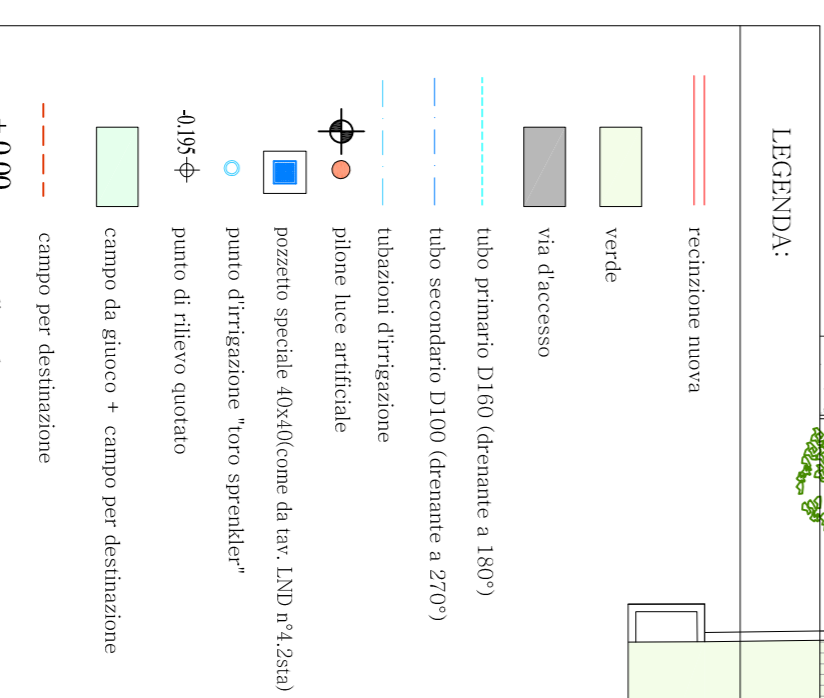 LEGENDA:
recinzione nuova
verde
via d'accesso
tubo primario D160 (drenante a 180°)
tubo secondario D100 (drenante a 270°)
tubazioni d'irrigazione
pilone luce artificiale
pozzetto speciale 40x40(come da tav. LND n°4.2sta)
punto d'irrigazione "toro sprenkler"
-0.195 punto di rilievo quotato
campo da giuoco + campo per destinazione
campo per destinazione